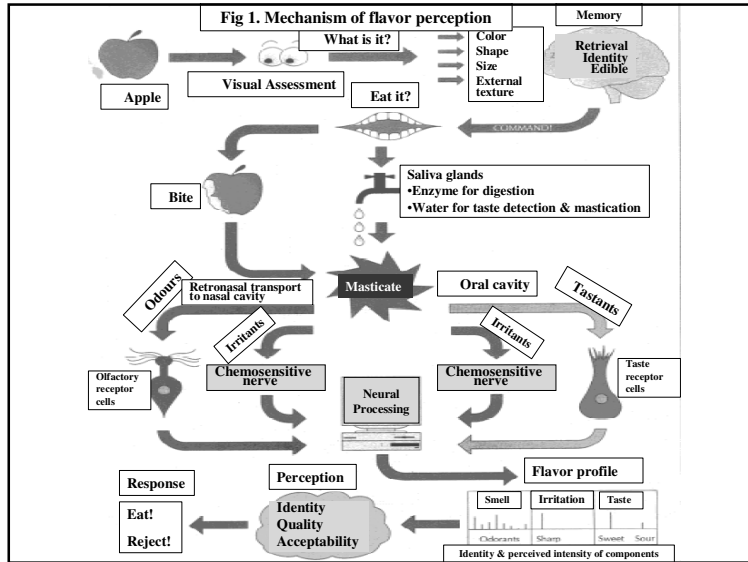 Fig 1. Mechanism of flavor perception
Memory
What is it?
Color
Shape
Size
External
texture
Retrieval
Identity
Edible
Apple
Visual Assessment
Eat it?
COMMAND!
Bite
Saliva glands
•Enzyme for digestion
•Water for taste detection & mastication
Odours
Retronasal transport
to nasal cavity
Masticate
Oral cavity
Tastants
Irritants
Irritants
Olfactory
receptor
cells
Chemosensitive
nerve
Neural
Processing
Chemosensitive
nerve
Taste
receptor
cells
Response
Perception
Flavor profile
Eat!
Reject!
Identity
Quality
Acceptability
Smell
Irritation
Taste
Odorants
Sharp
Sweet
Sour
Identity & perceived intensity of components